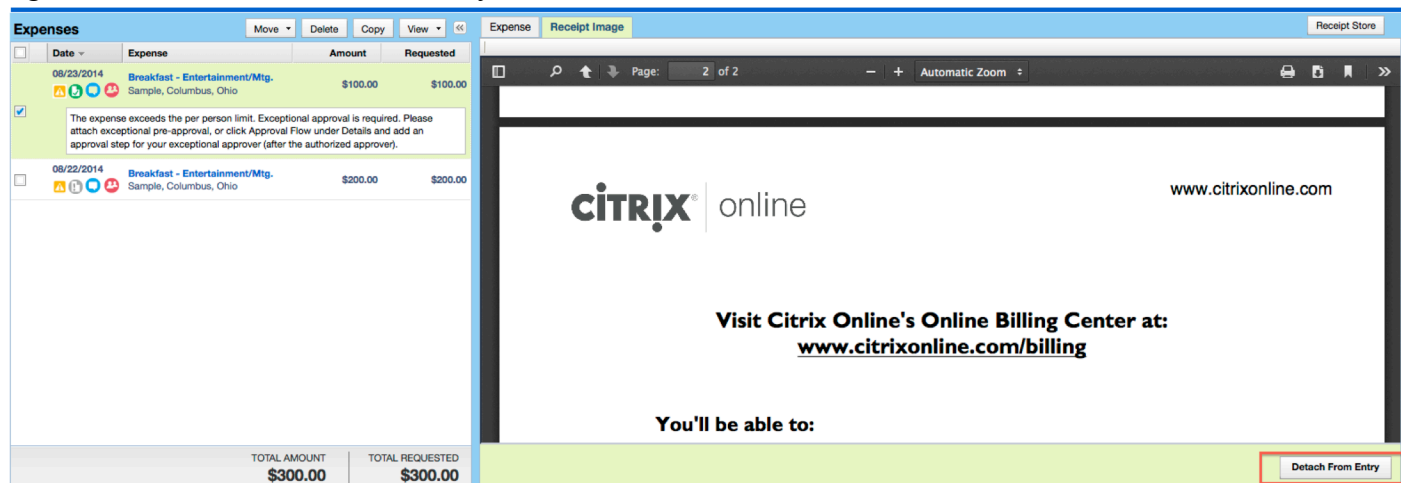 Expenses
Move
Delete
Copy
View
Expense
Receipt Image
Receipt Store
Date
Expense
Amount
Requested
08/23/2014
Breakfast - Entertainment/Mtg.
Sample, Columbus, Ohio
$100.00
$100.00
The expense exceeds the per person limit. Exceptional approval is required. Please
attach exceptional pre-approval, or click Approval Flow under Details and add an
approval step for your exceptional approver (after the authorized approver).
08/22/2014
Breakfast - Entertainment/Mtg.
Sample, Columbus, Ohio
$200.00
$200.00
TOTAL AMOUNT
$300.00
TOTAL REQUESTED
$300.00
Page: 2 of 2
Automatic Zoom
CITRIX® online
www.citrixonline.com
Visit Citrix Online's Online Billing Center at:
www.citrixonline.com/billing
You'll be able to:
Detach From Entry